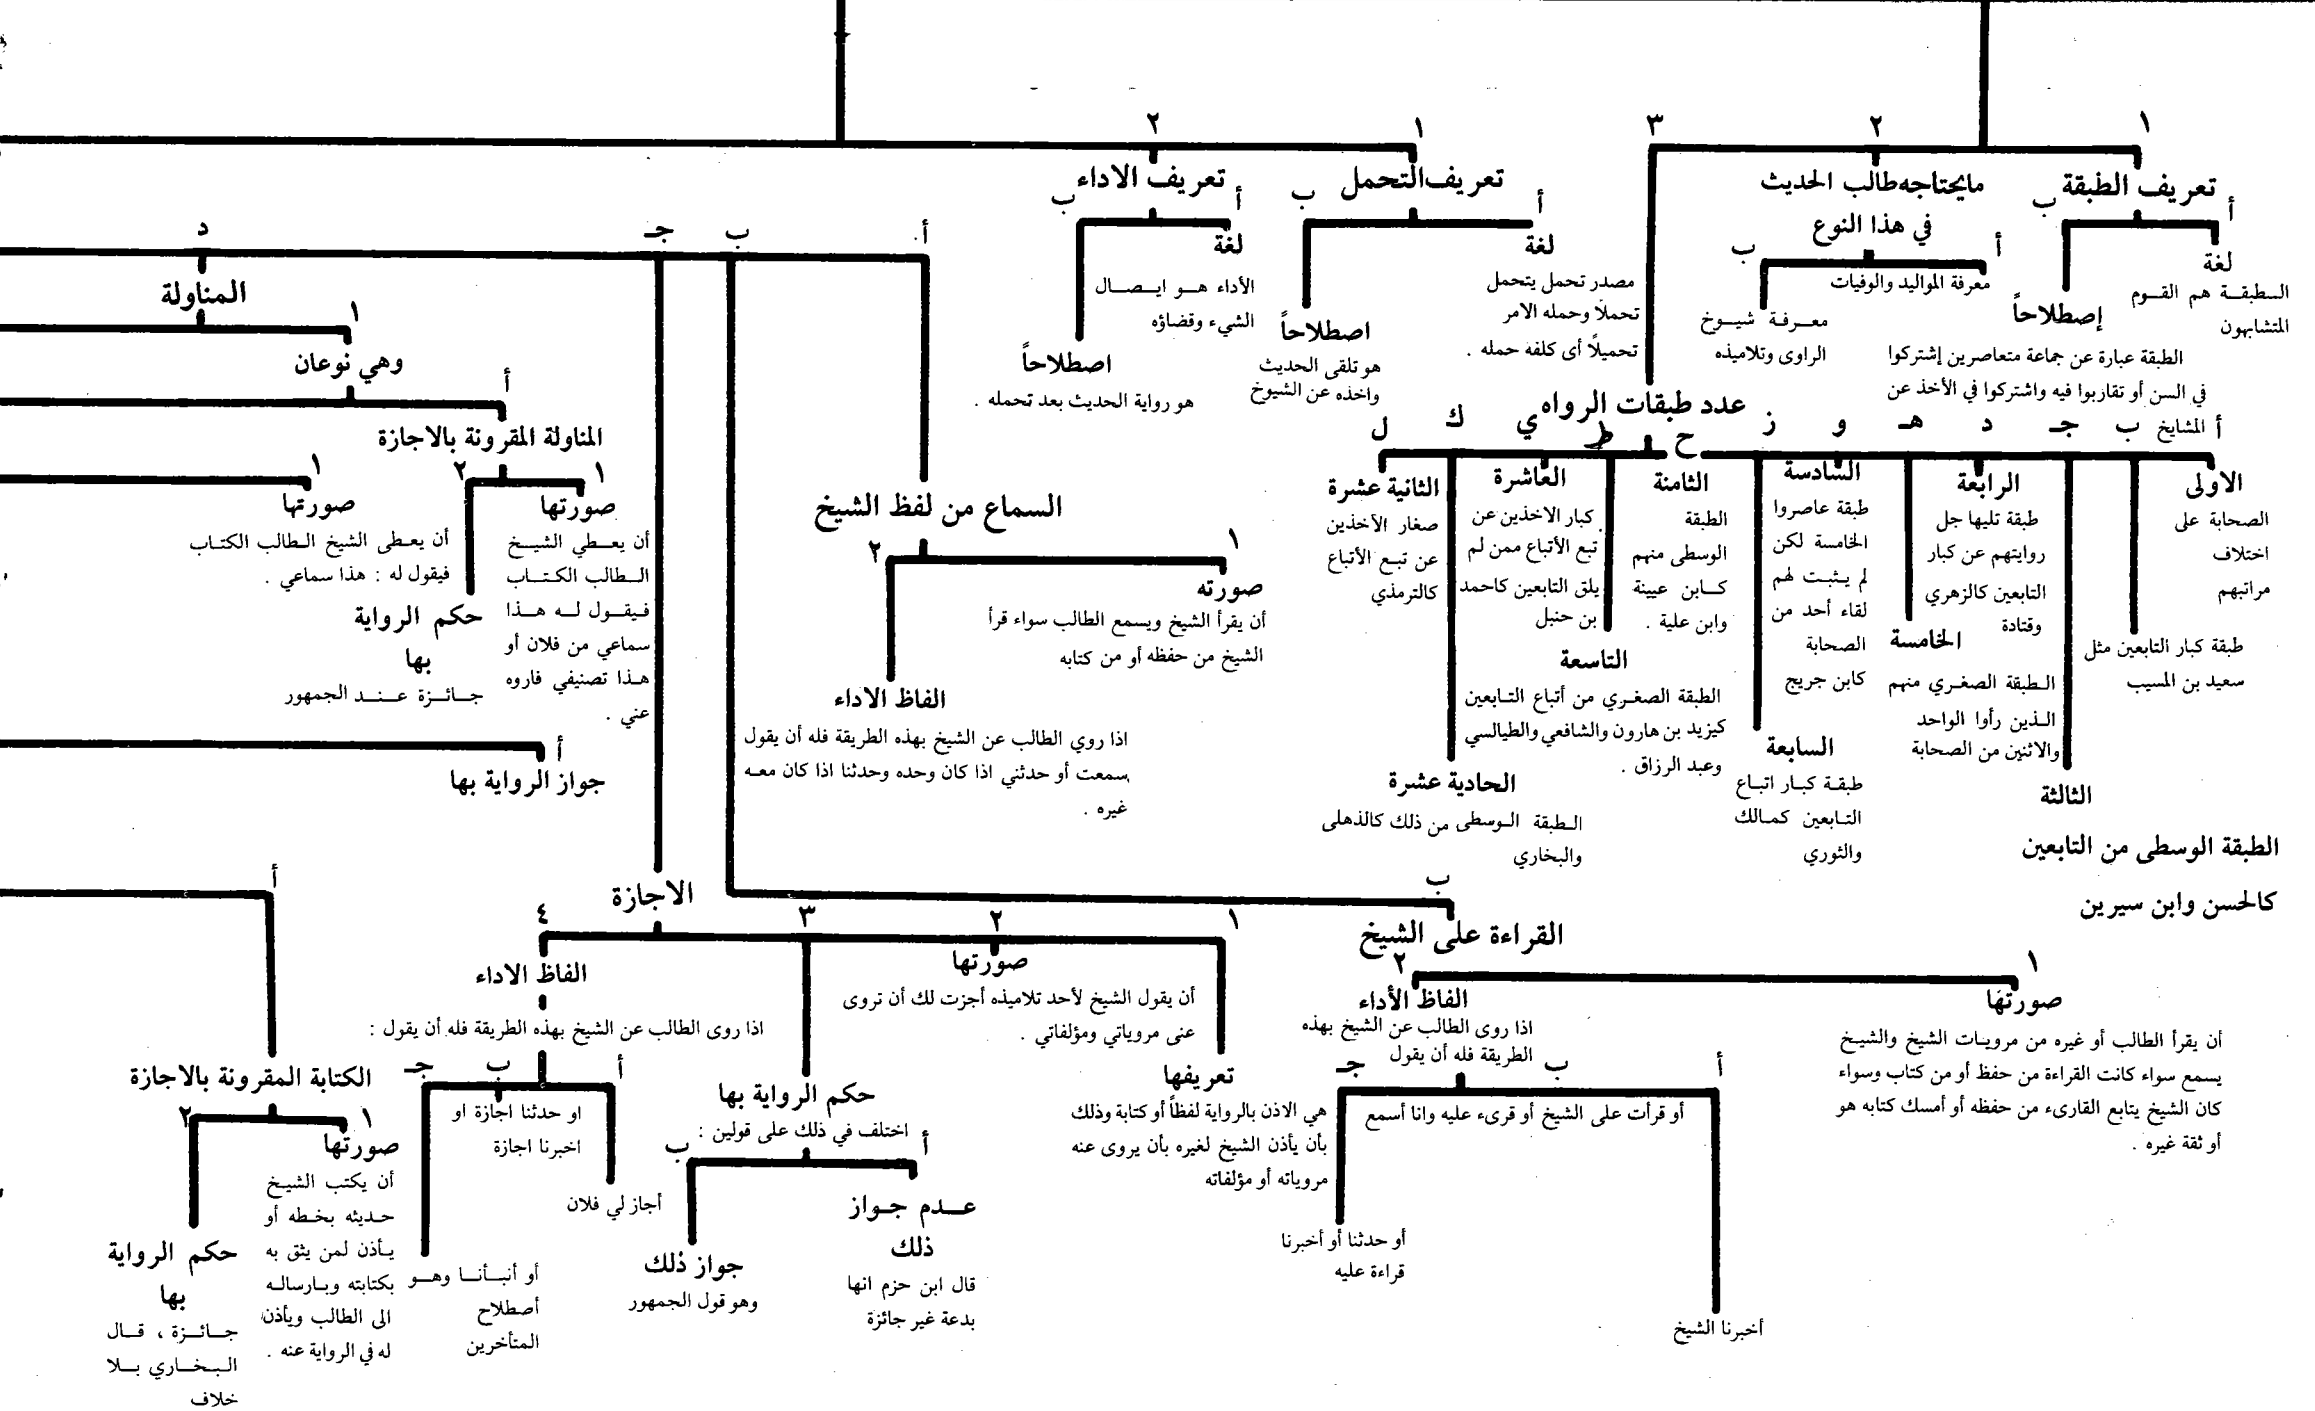 ١
٢
٣
تعريف الطبقة
أ
ب
لغة
السطبقة هم القوم
المتشابهون
إصطلاحاً
الطبقة عبارة عن جماعة متعاصرين إشتركوا
في السن أو تقاربوا فيه واشتركوا في الأخذ عن
المشايخ
مايحتاجه طالب الحديث
في هذا النوع
أ
ب
معرفة المواليد والوفيات
معرفة شيوخ
الراوى وتلاميذه
عدد طبقات الرواه
أ
ب
جـ
د
هـ
و
ز
ح
ط
ي
ك
ل
الاولى
الصحابة على
اختلاف
مراتبهم
طبقة كبار التابعين مثل
سعيد بن المسيب
الثالثة
الطبقة الوسطى من التابعين
كالحسن وابن سيرين
الرابعة
طبقة تليها جل
روايتهم عن كبار
التابعين كالزهري
وقتادة
الخامسة
الطبقة الصغري منهم
الذين رأوا الواحد
والاثنين من الصحابة
السادسة
طبقة عاصروا
الخامسة لكن
لم يثبت لهم
لقاء أحد من
الصحابة
كابن جريج
السابعة
طبقة كبار اتباع
التابعين كمالك
والثوري
الثامنة
الطبقة
الوسطى منهم
كابن عيينة
وابن علية .
التاسعة
الطبقة الصغري من أتباع التابعين
كيزيد بن هارون والشافعي والطيالسي
وعبد الرزاق .
العاشرة
كبار الاخذين عن
تبع الأتباع ممن لم
يلق التابعين كاحمد
بن حنبل
الحادية عشرة
الطبقة الوسطى من ذلك كالذهلى
والبخاري
الثانية عشرة
صغار الآخذين
عن تبع الأتباع
كالترمذي
١
٢
تعريف التحمل
أ
ب
لغة
مصدر تحمل يتحمل
تحملاً وحمله الامر
تحميلاً أى كلفه حمله .
اصطلاحاً
هو تلقى الحديث
واخذه عن الشيوخ
تعريف الاداء
أ
ب
لغة
الأداء هو ايصال
الشيء وقضاؤه
اصطلاحاً
هو رواية الحديث بعد تحمله .
أ
ب
جـ
د
السماع من لفظ الشيخ
١
٢
صورته
أن يقرأ الشيخ ويسمع الطالب سواء قرأ
الشيخ من حفظه أو من كتابه
الفاظ الاداء
اذا روي الطالب عن الشيخ بهذه الطريقة فله أن يقول
سمعت أو حدثني اذا كان وحده وحدثنا اذا كان معه
غيره .
ب
القراءة على الشيخ
١
٢
صورتها
أن يقرأ الطالب أو غيره من مرويات الشيخ والشيخ
يسمع سواء كانت القراءة من حفظ أو من كتاب وسواء
كان الشيخ يتابع القارىء من حفظه أو أمسك كتابه هو
أو ثقة غيره .
الفاظ الأداء
اذا روى الطالب عن الشيخ بهذه
الطريقة فله أن يقول
أ
ب
جـ
أخبرنا الشيخ
أو قرأت على الشيخ أو قرىء عليه وانا أسمع
أو حدثنا أو أخبرنا
قراءة عليه
الاجازة
١
٢
٣
٤
تعريفها
هي الاذن بالرواية لفظاً أو كتابة وذلك
بأن يأذن الشيخ لغيره بأن يروى عنه
مروياته أو مؤلفاته
صورتها
أن يقول الشيخ لأحد تلاميذه أجزت لك أن تروى
عنى مروياتي ومؤلفاتي .
حكم الرواية بها
اختلف في ذلك على قولين :
أ
ب
عدم جواز
ذلك
قال ابن حزم انها
بدعة غير جائزة
جواز ذلك
وهو قول الجمهور
الفاظ الاداء
اذا روى الطالب عن الشيخ بهذه الطريقة فله أن يقول :
أ
ب
جـ
أجاز لي فلان
او حدثنا اجازة او
اخبرنا اجازة
أو أنبأنا وهو
أصطلاح
المتأخرين
المناولة
١
وهي نوعان
أ
المناولة المقرونة بالاجازة
١
٢
صورتها
أن يعطي الشيخ
الطالب الكتاب
فيقول له هذا
سماعي من فلان أو
هذا تصنيفي فاروه
عني .
حكم الرواية
بها
جائزة عند الجمهور
١
صورتها
أن يعطى الشيخ الطالب الكتاب
فيقول له : هذا سماعي .
أ
جواز الرواية بها
أ
الكتابة المقرونة بالاجازة
١
٢
صورتها
أن يكتب الشيخ
حديثه بخطه أو
يأذن لمن يثق به
بكتابته وبارساله
الى الطالب ويأذن
له في الرواية عنه .
حكم الرواية
بها
جائزة ، قال
البخاري بلا
خلاف